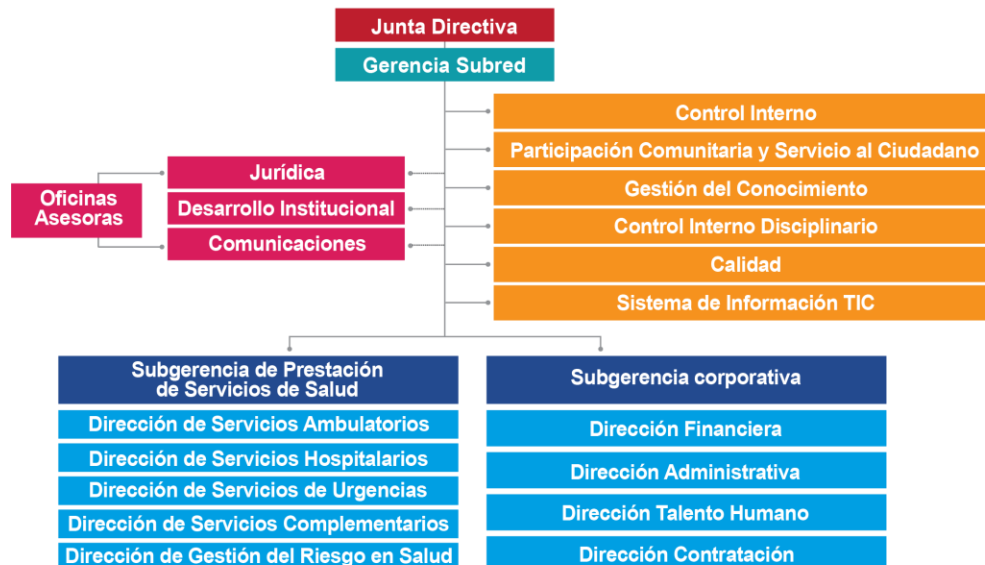 Junta Directiva
Gerencia Subred
Control Interno
Participación Comunitaria y Servicio al Ciudadano
Gestión del Conocimiento
Control Interno Disciplinario
Calidad
Sistema de Información TIC
Oficinas
Asesoras
Jurídica
Desarrollo Institucional
Comunicaciones
Subgerencia de Prestación
de Servicios de Salud
Dirección de Servicios Ambulatorios
Dirección de Servicios Hospitalarios
Dirección de Servicios de Urgencias
Dirección de Servicios Complementarios
Dirección de Gestión del Riesgo en Salud
Subgerencia corporativa
Dirección Financiera
Dirección Administrativa
Dirección Talento Humano
Dirección Contratación